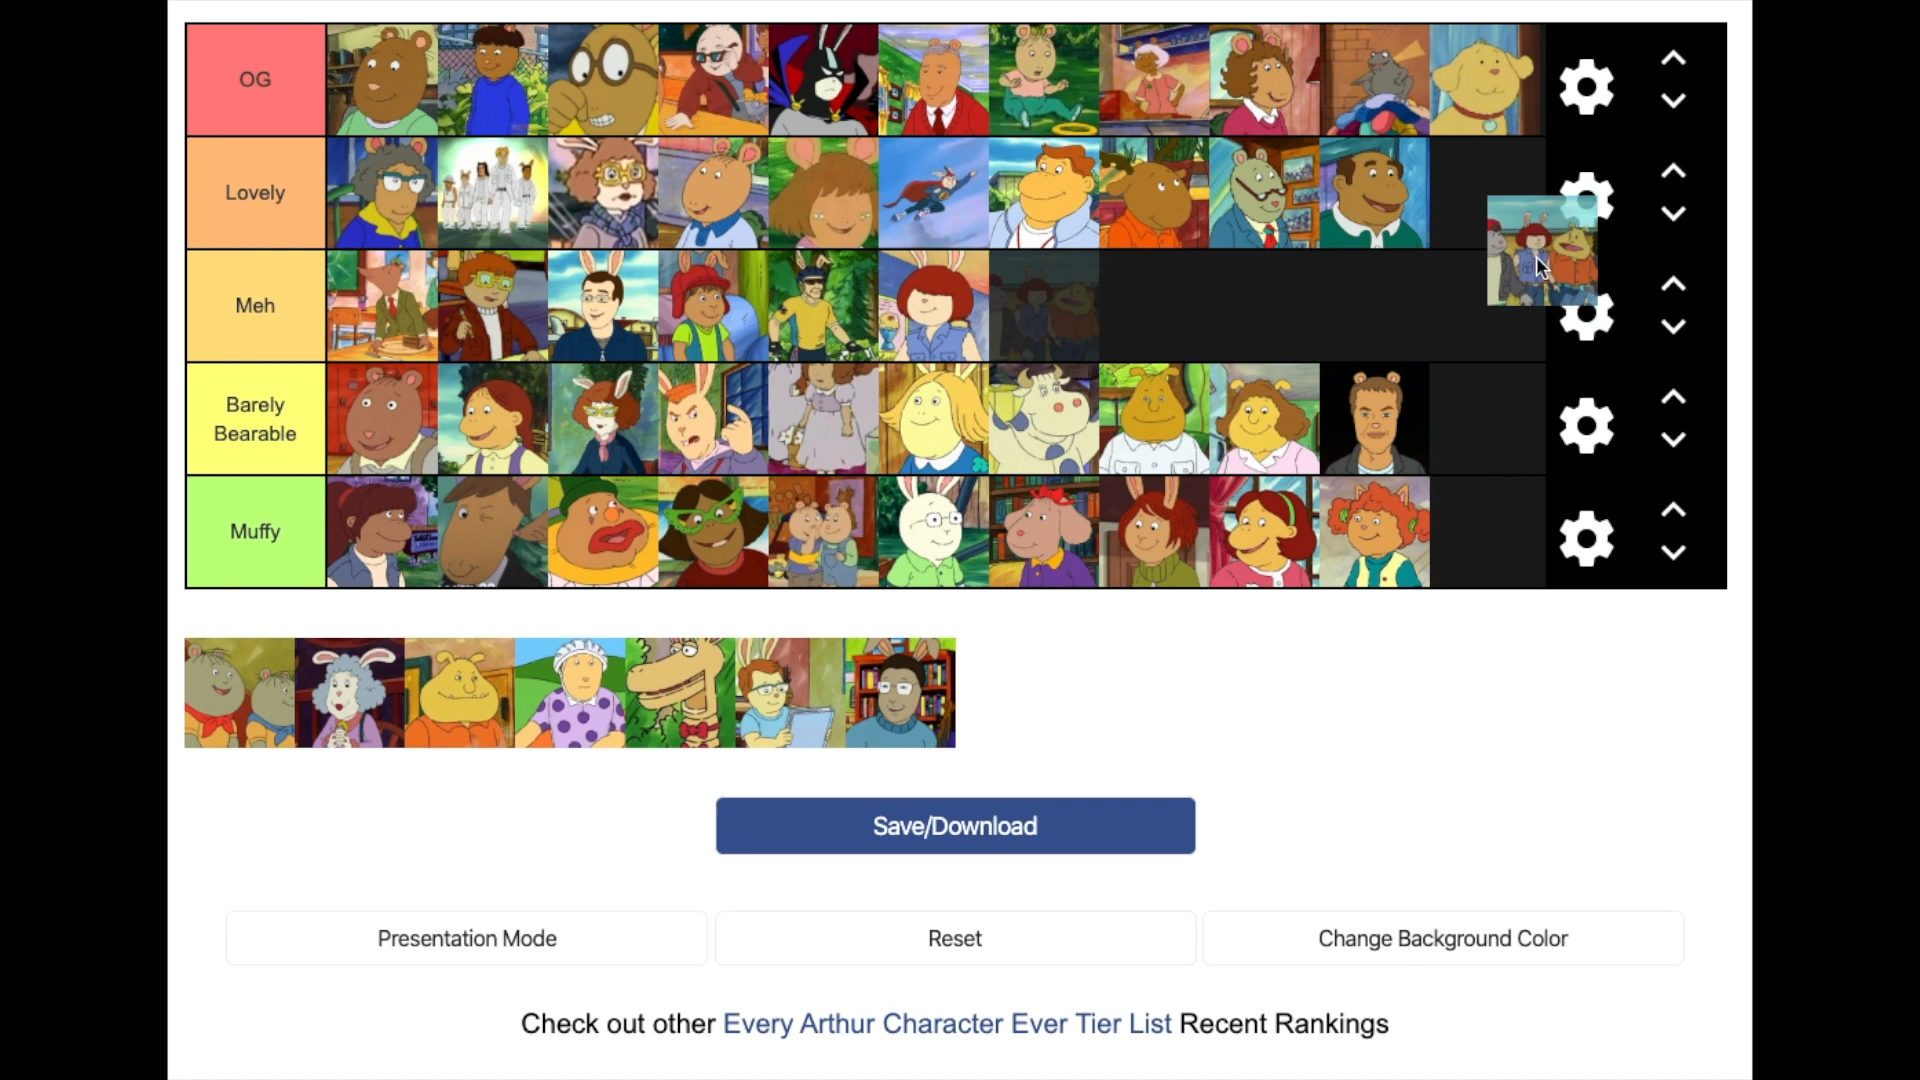 OG
Lovely
Meh
Barely
Bearable
Muffy
Save/Download
Presentation Mode
Reset
Change Background Color
Check out other Every Arthur Character Ever Tier List Recent Rankings